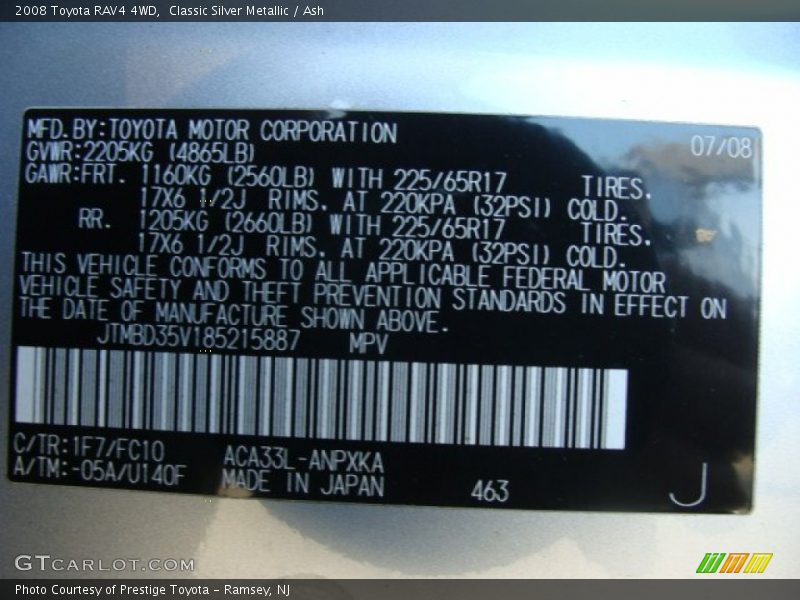 2008 Toyota RAV4 4WD,  Classic Silver Metallic / Ash
MFD.BY:TOYOTA MOTOR CORPORATION 07/08
GVWR:2205KG (4865LB)
GAWR:FRT. 1160KG (2560LB) WITH 225/65R17 TIRES.
17X6 1/2J RIMS. AT 220KPA (32PSI) COLD.
RR. 1205KG (2660LB) WITH 225/65R17 TIRES.
17X6 1/2J RIMS. AT 220KPA (32PSI) COLD.
THIS VEHICLE CONFORMS TO ALL APPLICABLE FEDERAL MOTOR
VEHICLE SAFETY AND THEFT PREVENTION STANDARDS IN EFFECT ON
THE DATE OF MANUFACTURE SHOWN ABOVE.
JTMBD35V185215887 MPV
C/TR:1F7/FC10 ACA33L-ANPXKA
A/TM:-05A/U140F MADE IN JAPAN 463 J
GTCARLOT.COM
Photo Courtesy of Prestige Toyota - Ramsey, NJ